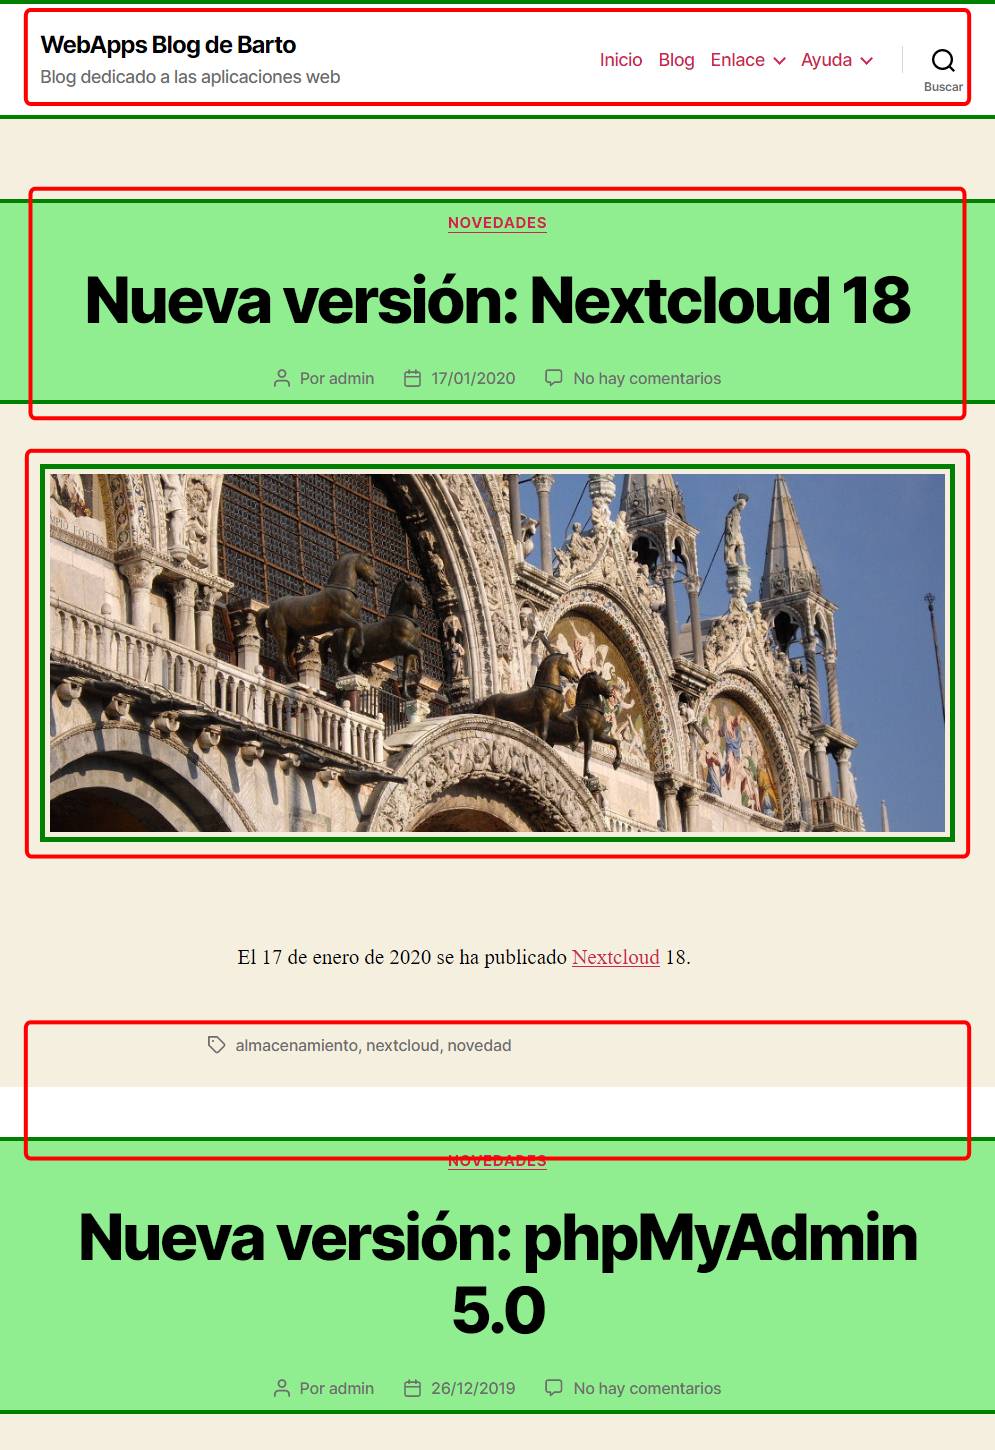 WebApps Blog de Barto
Blog dedicado a las aplicaciones web
Inicio Blog Enlace Ayuda
Buscar
NOVEDADES
Nueva versión: Nextcloud 18
Por admin 17/01/2020 No hay comentarios
El 17 de enero de 2020 se ha publicado Nextcloud 18.
almacenamiento, nextcloud, novedad
NOVEDADES
Nueva versión: phpMyAdmin
5.0
Por admin 26/12/2019 No hay comentarios